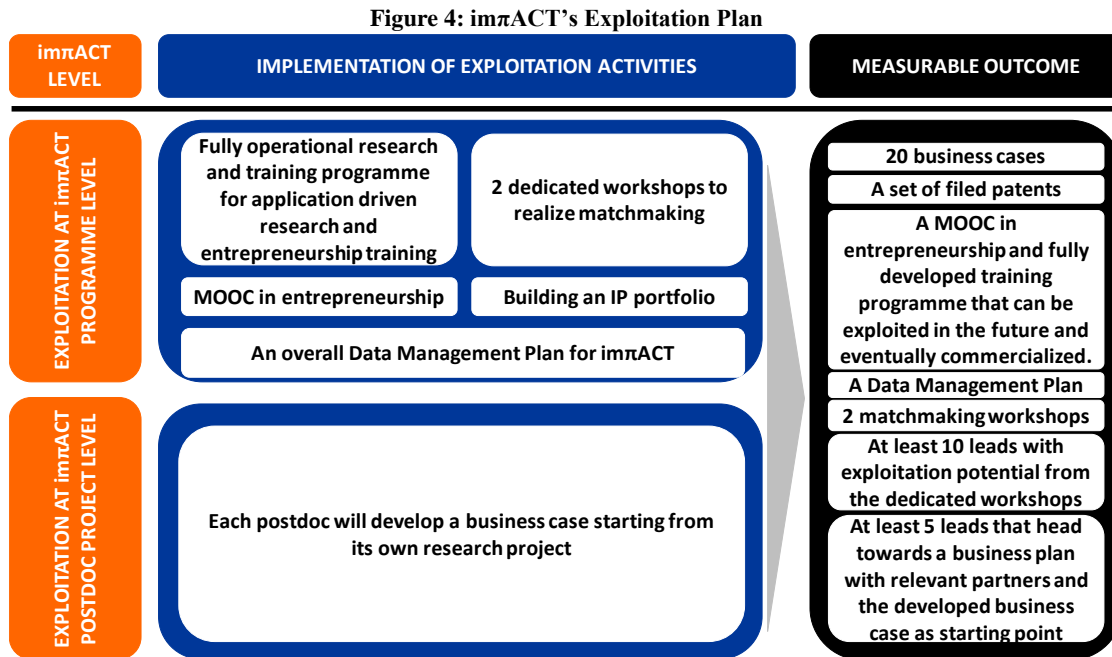 Figure 4: imπACT’s Exploitation Plan
imπACT
LEVEL
IMPLEMENTATION OF EXPLOITATION ACTIVITIES
MEASURABLE OUTCOME
EXPLOITATION AT imπACT
PROGRAMME LEVEL
Fully operational research
and training programme
for application driven
research and
entrepreneurship training
2 dedicated workshops to
realize matchmaking
MOOC in entrepreneurship
Building an IP portfolio
An overall Data Management Plan for imπACT
EXPLOITATION AT imπACT
POSTDOC PROJECT LEVEL
Each postdoc will develop a business case starting from
its own research project
20 business cases
A set of filed patents
A MOOC in
entrepreneurship and fully
developed training
programme that can be
exploited in the future and
eventually commercialized.
A Data Management Plan
2 matchmaking workshops
At least 10 leads with
exploitation potential from
the dedicated workshops
At least 5 leads that head
towards a business plan
with relevant partners and
the developed business
case as starting point